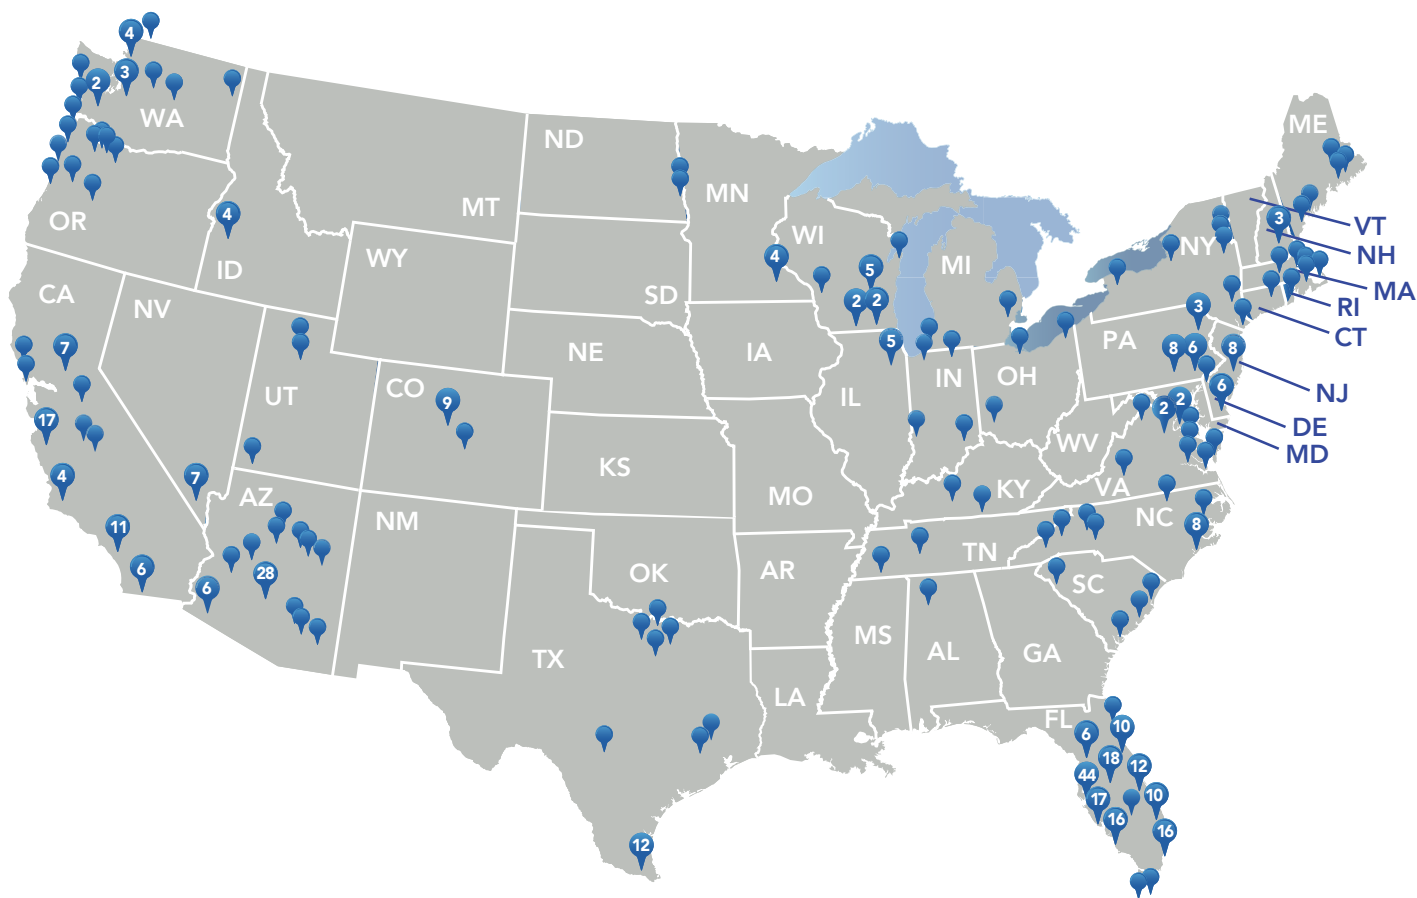 4
3
2
WA
ND
ME
MN
MT
OR
4
3
VT
WI
NY
NH
WY
4
5
MI
ID
MA
CA
SD
2
2
RI
NV
3
CT
7
5
PA
8
6
8
NE
IA
IN
OH
UT
CO
IL
6
NJ
9
2
2
17
DE
WV
MD
KS
4
7
VA
KY
AZ
MO
NM
NC
11
8
TN
6
28
OK
AR
SC
6
MS
AL
GA
TX
LA
FL
10
6
18
12
44
17
10
16
16
12